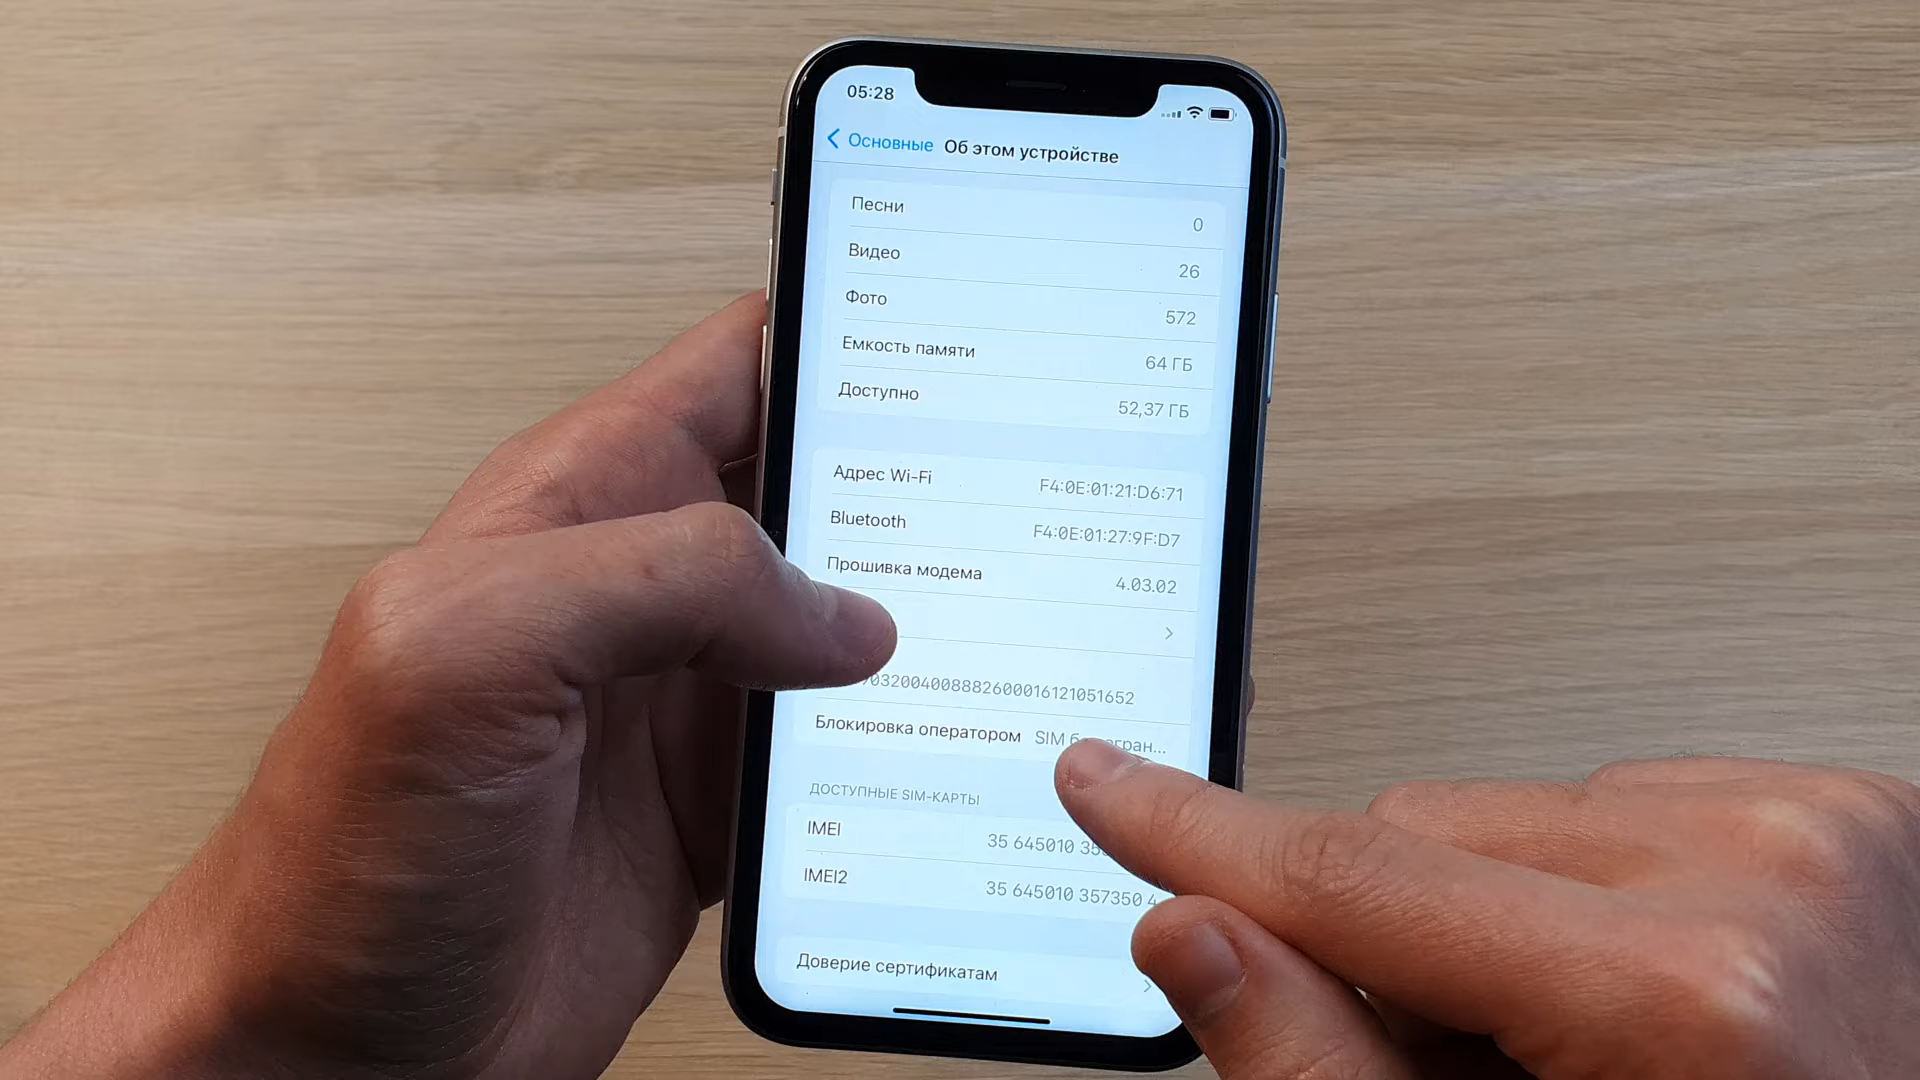 05:28
Основные Об этом устройстве
Песни 0
Видео 26
Фото 572
Емкость памяти 64 ГБ
Доступно 52,37 ГБ
Адрес Wi-Fi F4:0E:01:21:D6:71
Bluetooth F4:0E:01:27:9F:D7
Прошивка модема 4.03.02
032004008882600016121051652
Блокировка оператором SIM
ДОСТУПНЫЕ SIM-КАРТЫ
IMEI 35 645010
IMEI2 35 645010 357350 4
Доверие сертификатам